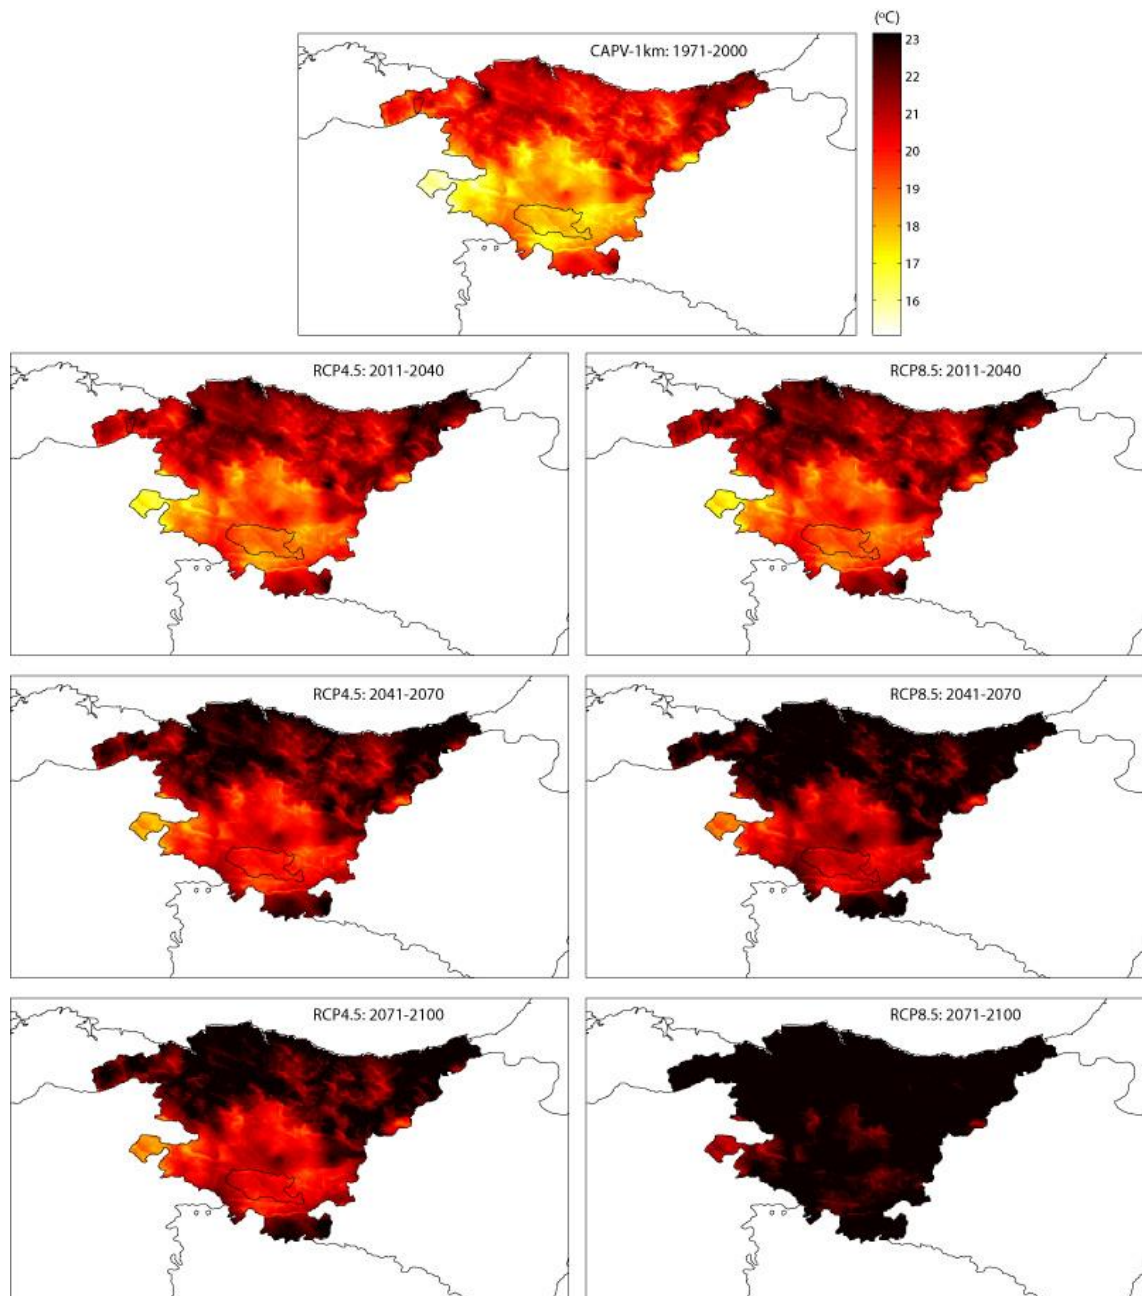 (ºC)
CAPV-1km: 1971-2000
23
22
21
20
19
18
17
16
RCP4.5: 2011-2040
RCP8.5: 2011-2040
RCP4.5: 2041-2070
RCP8.5: 2041-2070
RCP4.5: 2071-2100
RCP8.5: 2071-2100